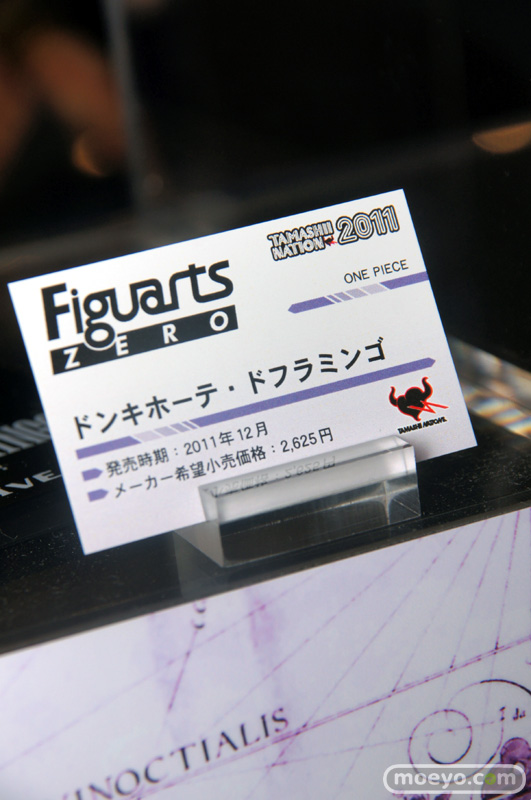 TAMASHII
NATION 2011
Figuarts
ZERO
ONE PIECE
ドンキホーテ・ドフラミンゴ
発売時期：2011年12月
メーカー希望小売価格：2,625円
TAMASHII NATIONS
INOCTIALIS
moeyo.com